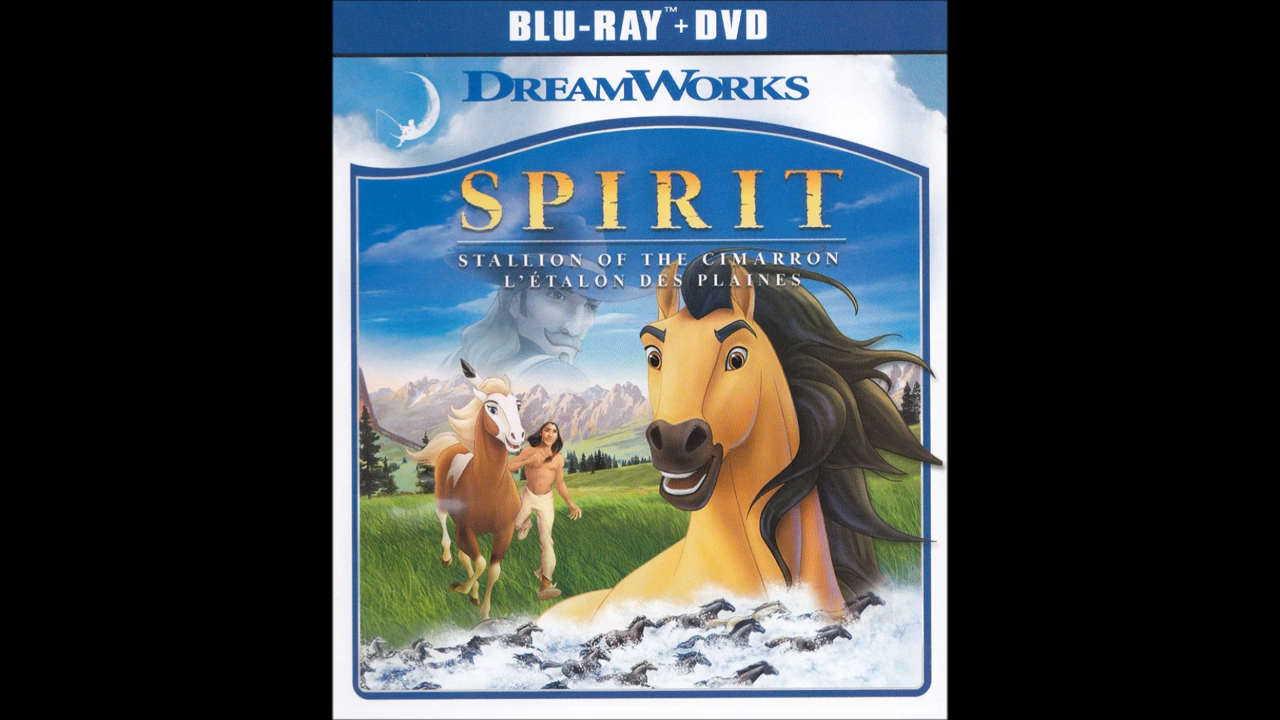 BLU-RAY™ + DVD
DREAMWORKS
SPIRIT
STALLION OF THE CIMARRON
L'ÉTALON DES PLAINES